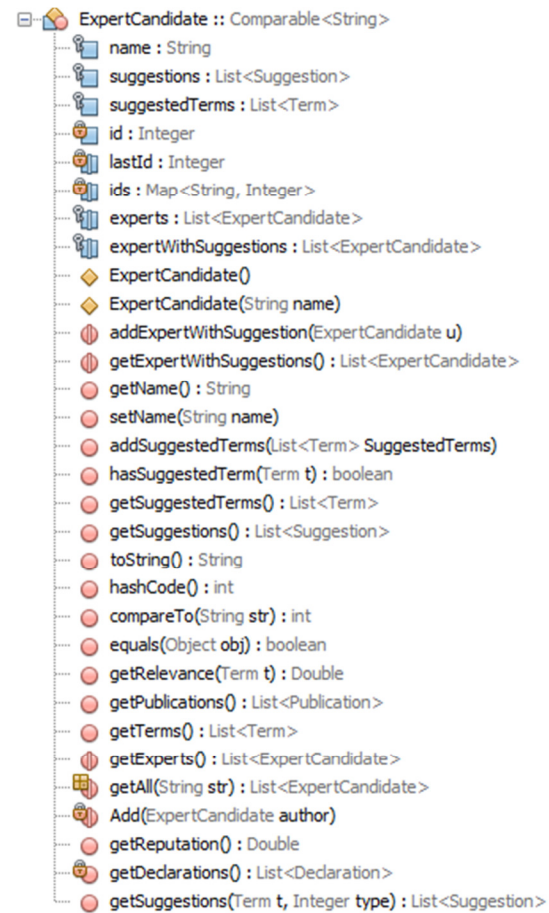 ExpertCandidate :: Comparable<String>
name : String
suggestions : List<Suggestion>
suggestedTerms : List<Term>
id : Integer
lastId : Integer
ids : Map<String, Integer>
experts : List<ExpertCandidate>
expertWithSuggestions : List<ExpertCandidate>
ExpertCandidate()
ExpertCandidate(String name)
addExpertWithSuggestion(ExpertCandidate u)
getExpertWithSuggestions() : List<ExpertCandidate>
getName() : String
setName(String name)
addSuggestedTerms(List<Term> SuggestedTerms)
hasSuggestedTerm(Term t) : boolean
getSuggestedTerms() : List<Term>
getSuggestions() : List<Suggestion>
toString() : String
hashCode() : int
compareTo(String str) : int
equals(Object obj) : boolean
getRelevance(Term t) : Double
getPublications() : List<Publication>
getTerms() : List<Term>
getExperts() : List<ExpertCandidate>
getAll(String str) : List<ExpertCandidate>
Add(ExpertCandidate author)
getReputation() : Double
getDeclarations() : List<Declaration>
getSuggestions(Term t, Integer type) : List<Suggestion>